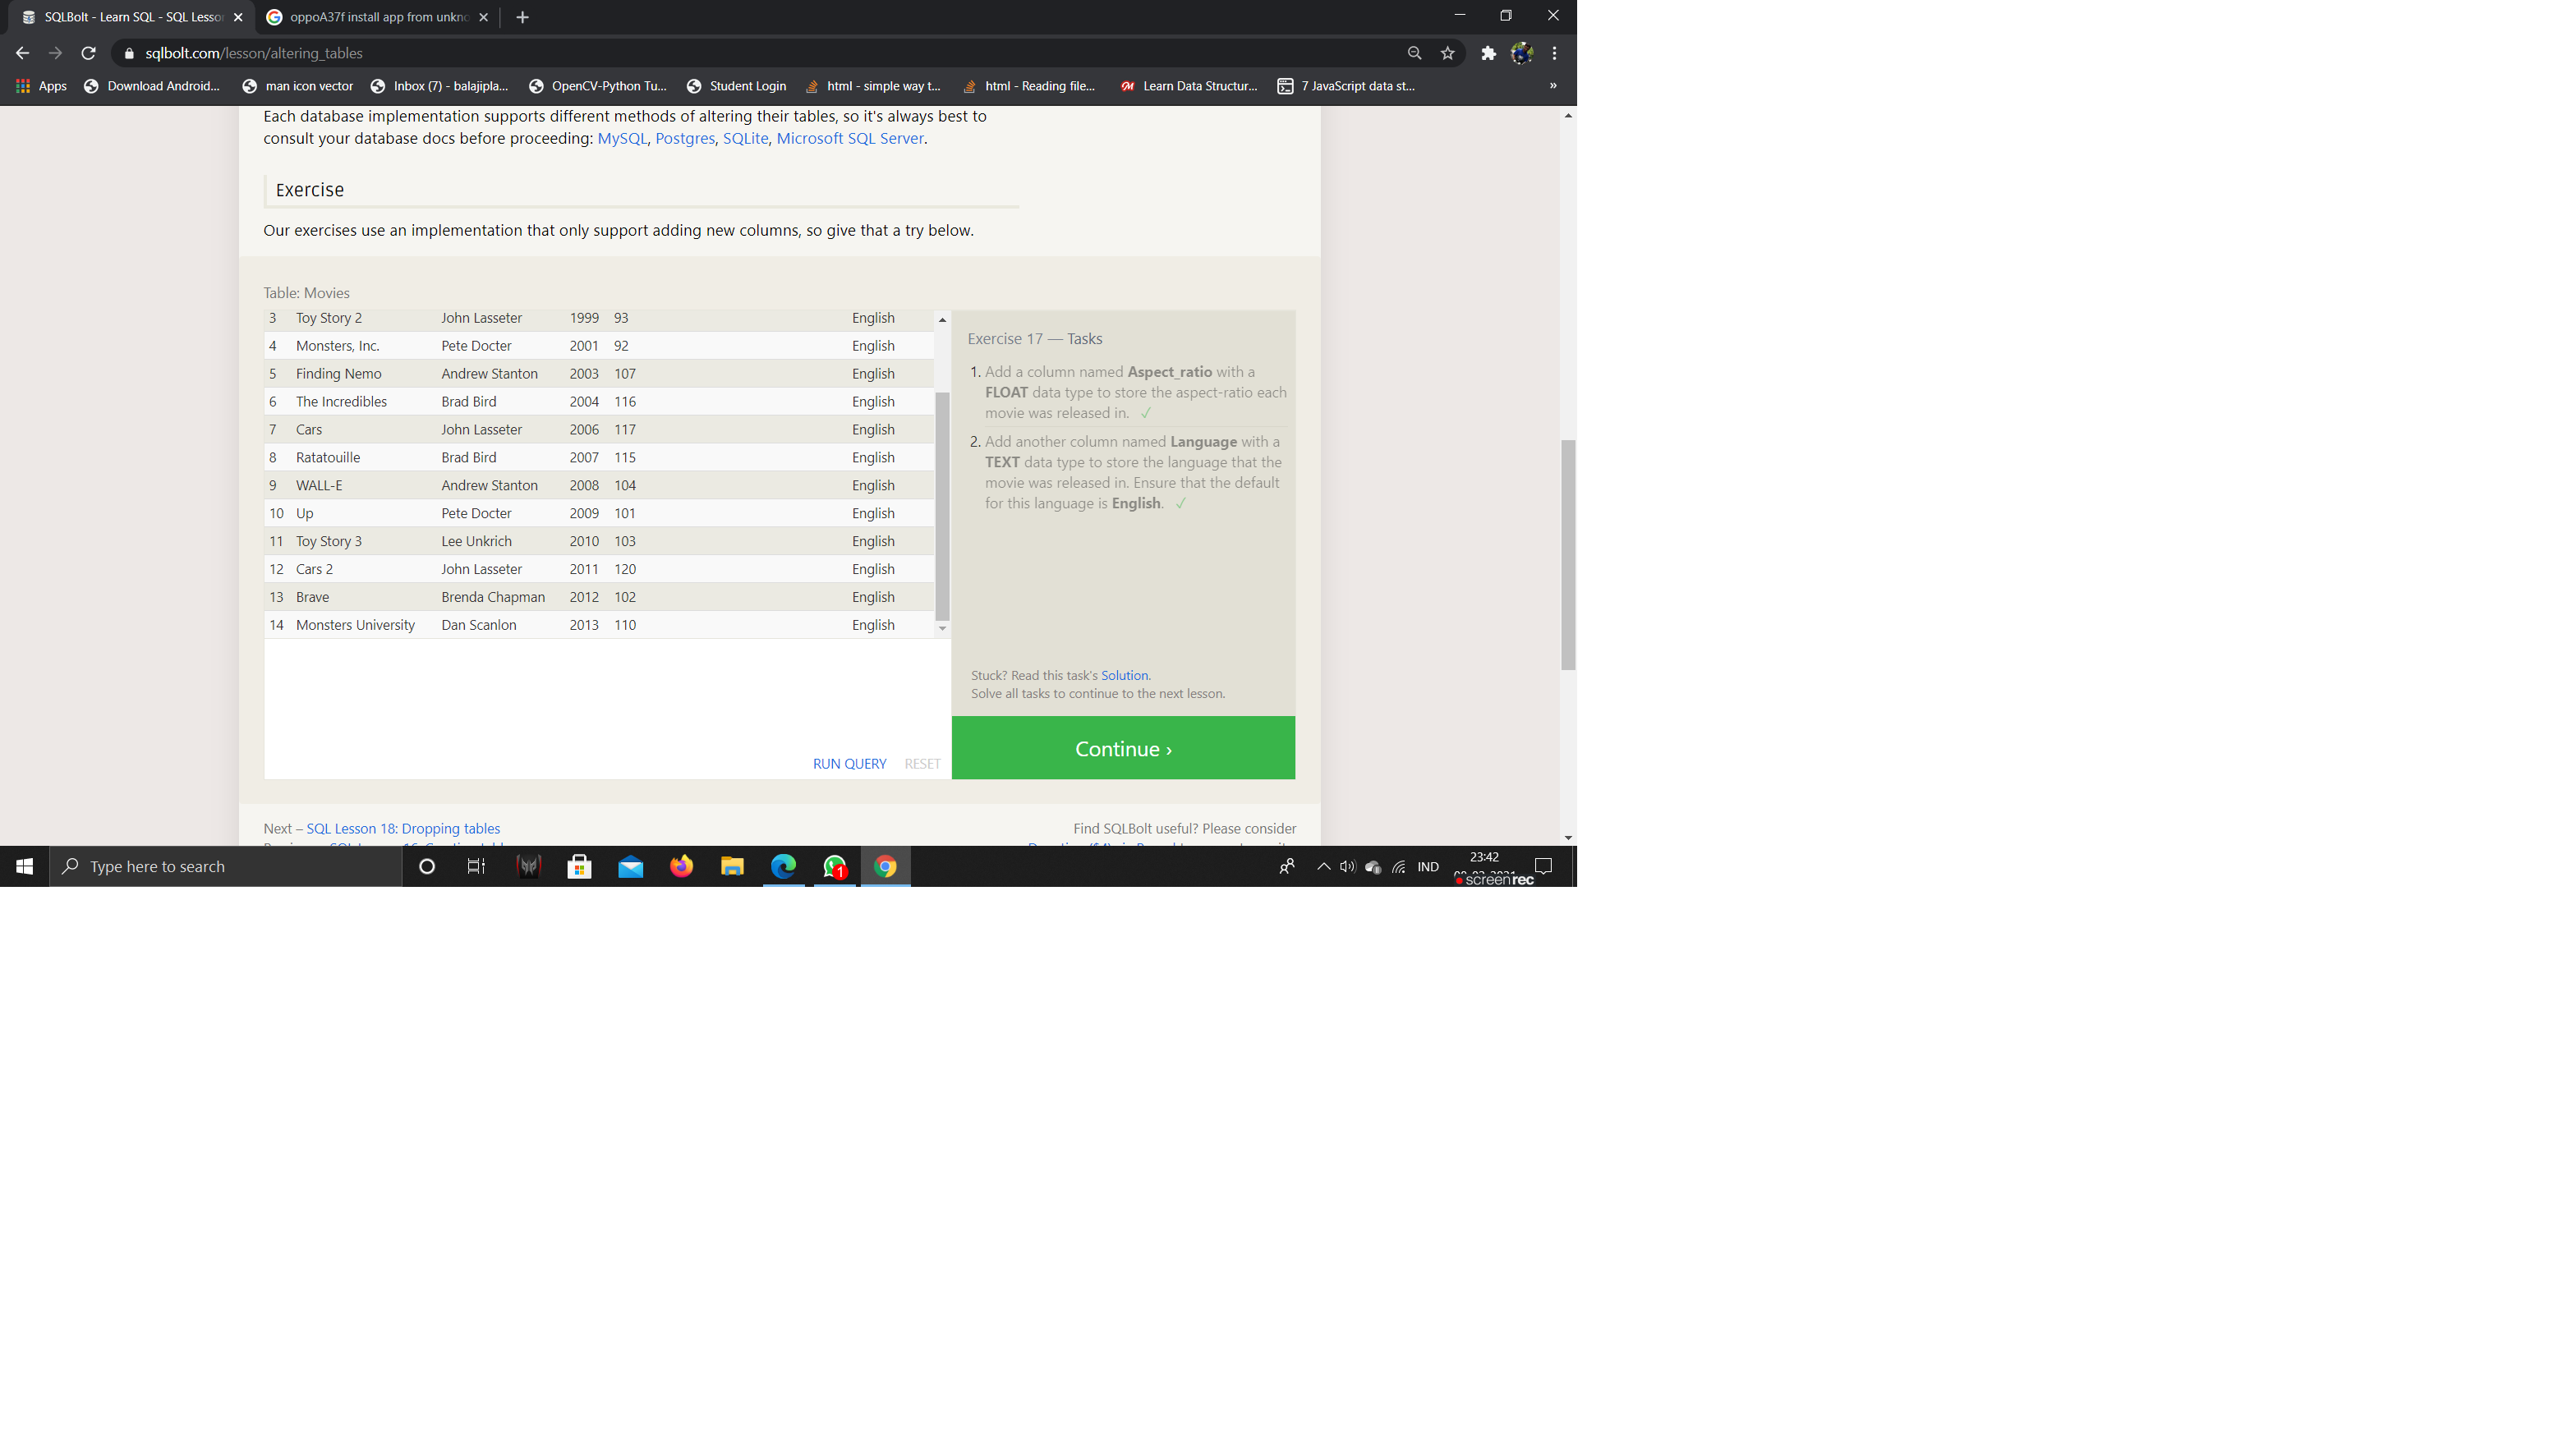 SQLBolt - Learn SQL - SQL Lesso
oppoA37f install app from unkno
sqlbolt.com/lesson/altering_tables
Apps
Download Android...
man icon vector
Inbox (7) - balajipla...
OpenCV-Python Tu...
Student Login
html - simple way t...
html - Reading file...
Learn Data Structur...
7 JavaScript data st...
»
Each database implementation supports different methods of altering their tables, so it's always best to
consult your database docs before proceeding: MySQL, Postgres, SQLite, Microsoft SQL Server.
Exercise
Our exercises use an implementation that only support adding new columns, so give that a try below.
Table: Movies
3 Toy Story 2 John Lasseter 1999 93 English
4 Monsters, Inc. Pete Docter 2001 92 English
5 Finding Nemo Andrew Stanton 2003 107 English
6 The Incredibles Brad Bird 2004 116 English
7 Cars John Lasseter 2006 117 English
8 Ratatouille Brad Bird 2007 115 English
9 WALL-E Andrew Stanton 2008 104 English
10 Up Pete Docter 2009 101 English
11 Toy Story 3 Lee Unkrich 2010 103 English
12 Cars 2 John Lasseter 2011 120 English
13 Brave Brenda Chapman 2012 102 English
14 Monsters University Dan Scanlon 2013 110 English
RUN QUERY RESET
Exercise 17 — Tasks
1. Add a column named Aspect_ratio with a
FLOAT data type to store the aspect-ratio each
movie was released in. ✓
2. Add another column named Language with a
TEXT data type to store the language that the
movie was released in. Ensure that the default
for this language is English. ✓
Stuck? Read this task's Solution.
Solve all tasks to continue to the next lesson.
Continue ›
Next – SQL Lesson 18: Dropping tables
Find SQLBolt useful? Please consider
Type here to search
1
IND
23:42
screenrec